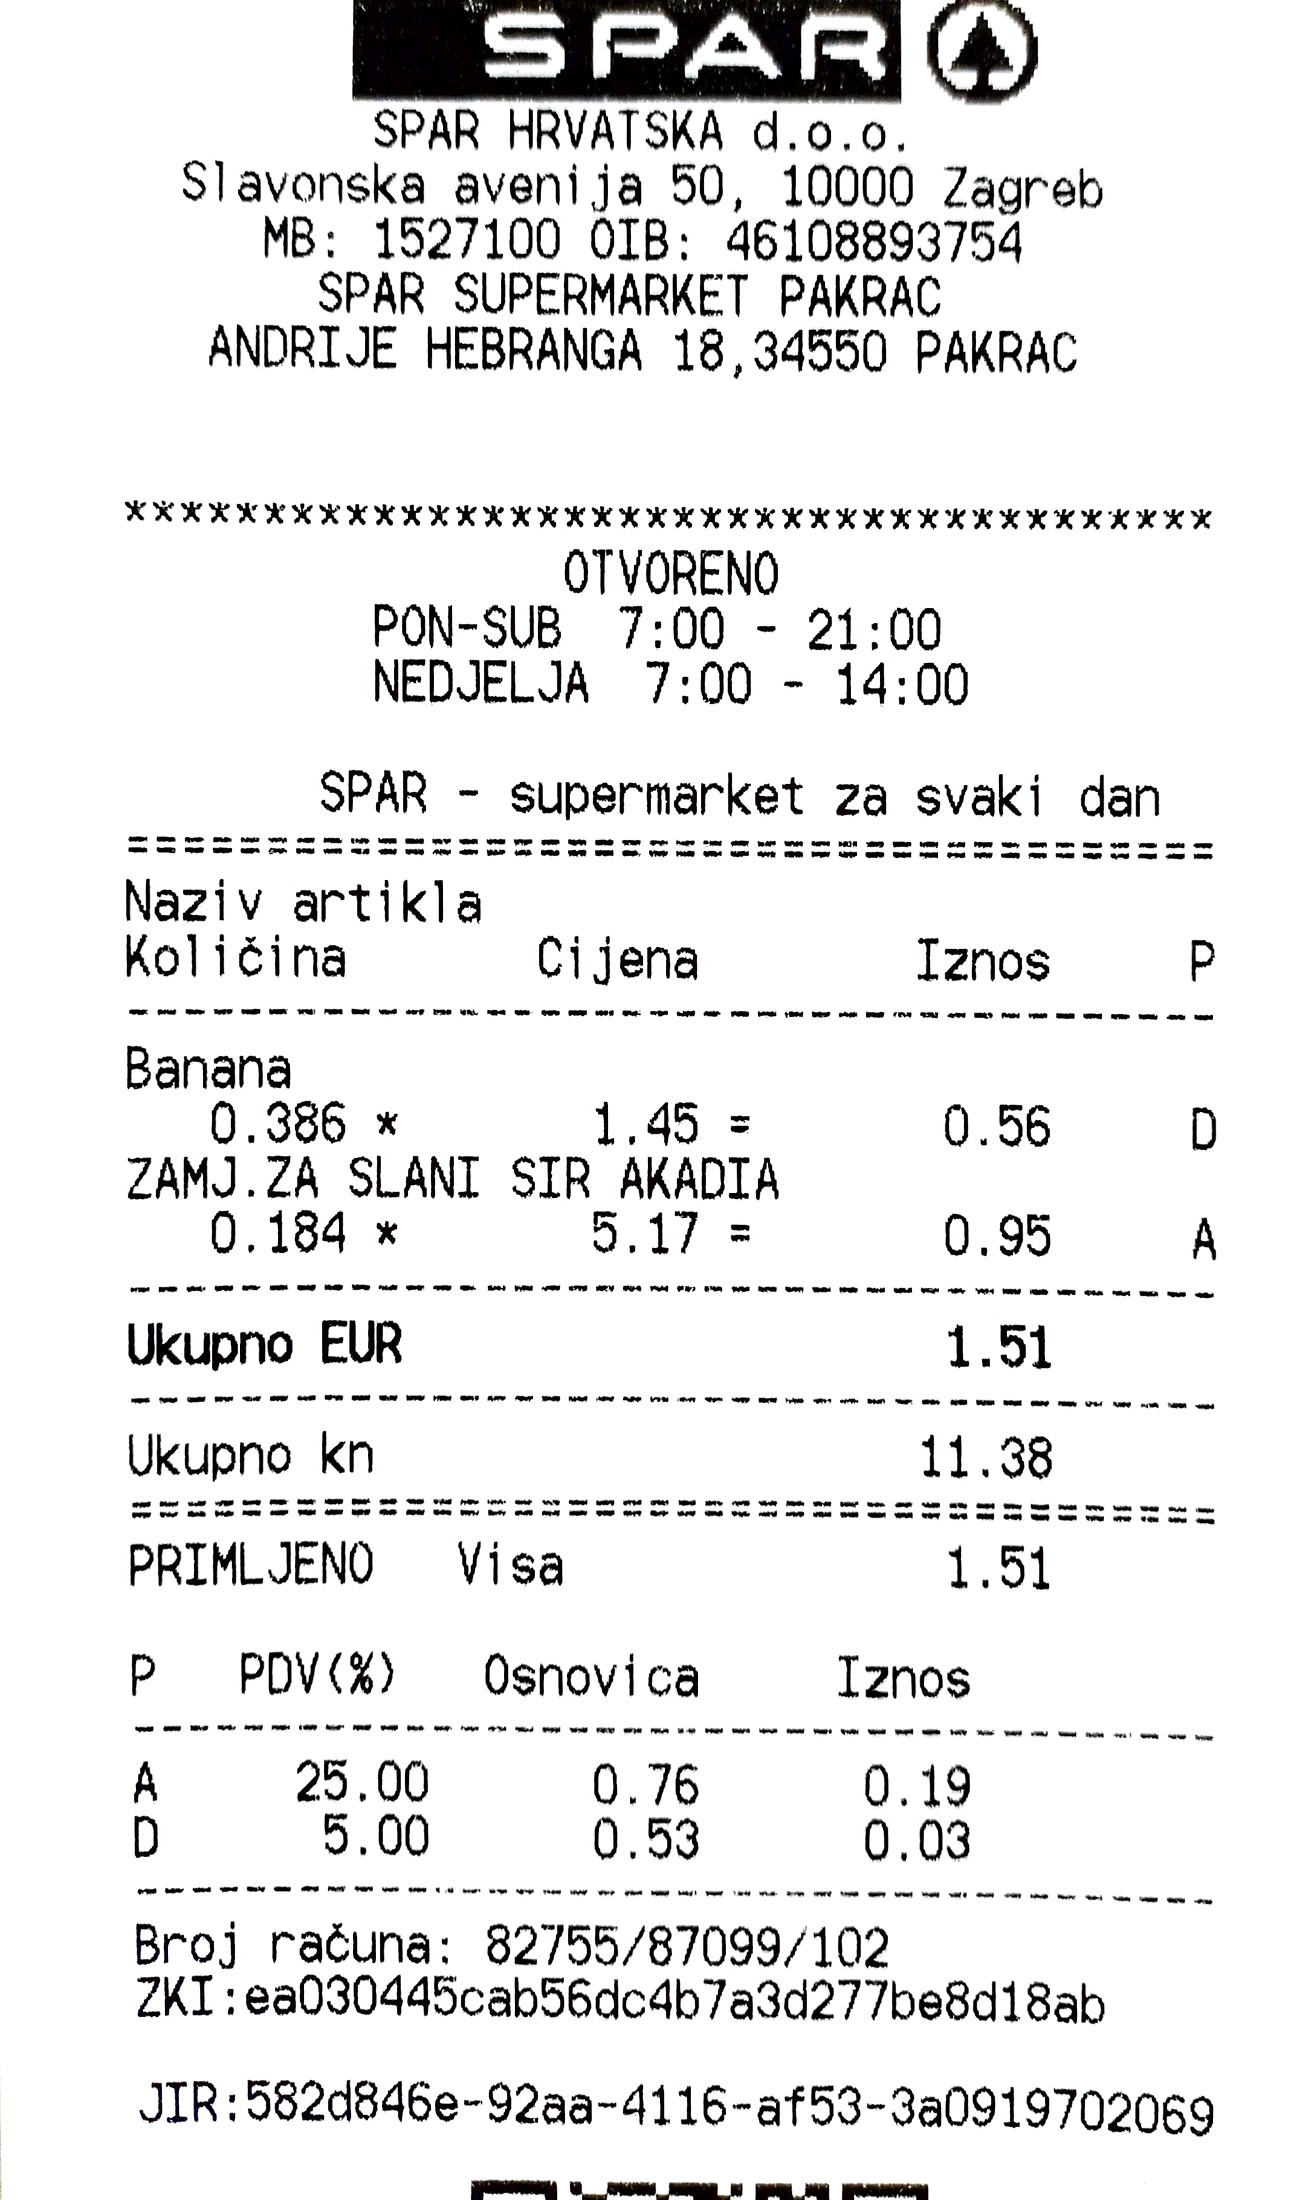 SPAR
SPAR HRVATSKA d.o.o.
Slavonska avenija 50, 10000 Zagreb
MB: 1527100 OIB: 46108893754
SPAR SUPERMARKET PAKRAC
ANDRIJE HEBRANGA 18,34550 PAKRAC
****************************************
OTVORENO
PON-SUB 7:00 - 21:00
NEDJELJA 7:00 - 14:00
SPAR - supermarket za svaki dan
========================================
Naziv artikla
Količina Cijena Iznos P
----------------------------------------
Banana
0.386 * 1.45 = 0.56 D
ZAMJ.ZA SLANI SIR AKADIA
0.184 * 5.17 = 0.95 A
----------------------------------------
Ukupno EUR 1.51
----------------------------------------
Ukupno kn 11.38
========================================
PRIMLJENO Visa 1.51
P PDV(%) Osnovica Iznos
----------------------------------------
A 25.00 0.76 0.19
D 5.00 0.53 0.03
----------------------------------------
Broj računa: 82755/87099/102
ZKI:ea030445cab56dc4b7a3d277be8d18ab
JIR:582d846e-92aa-4116-af53-3a0919702069